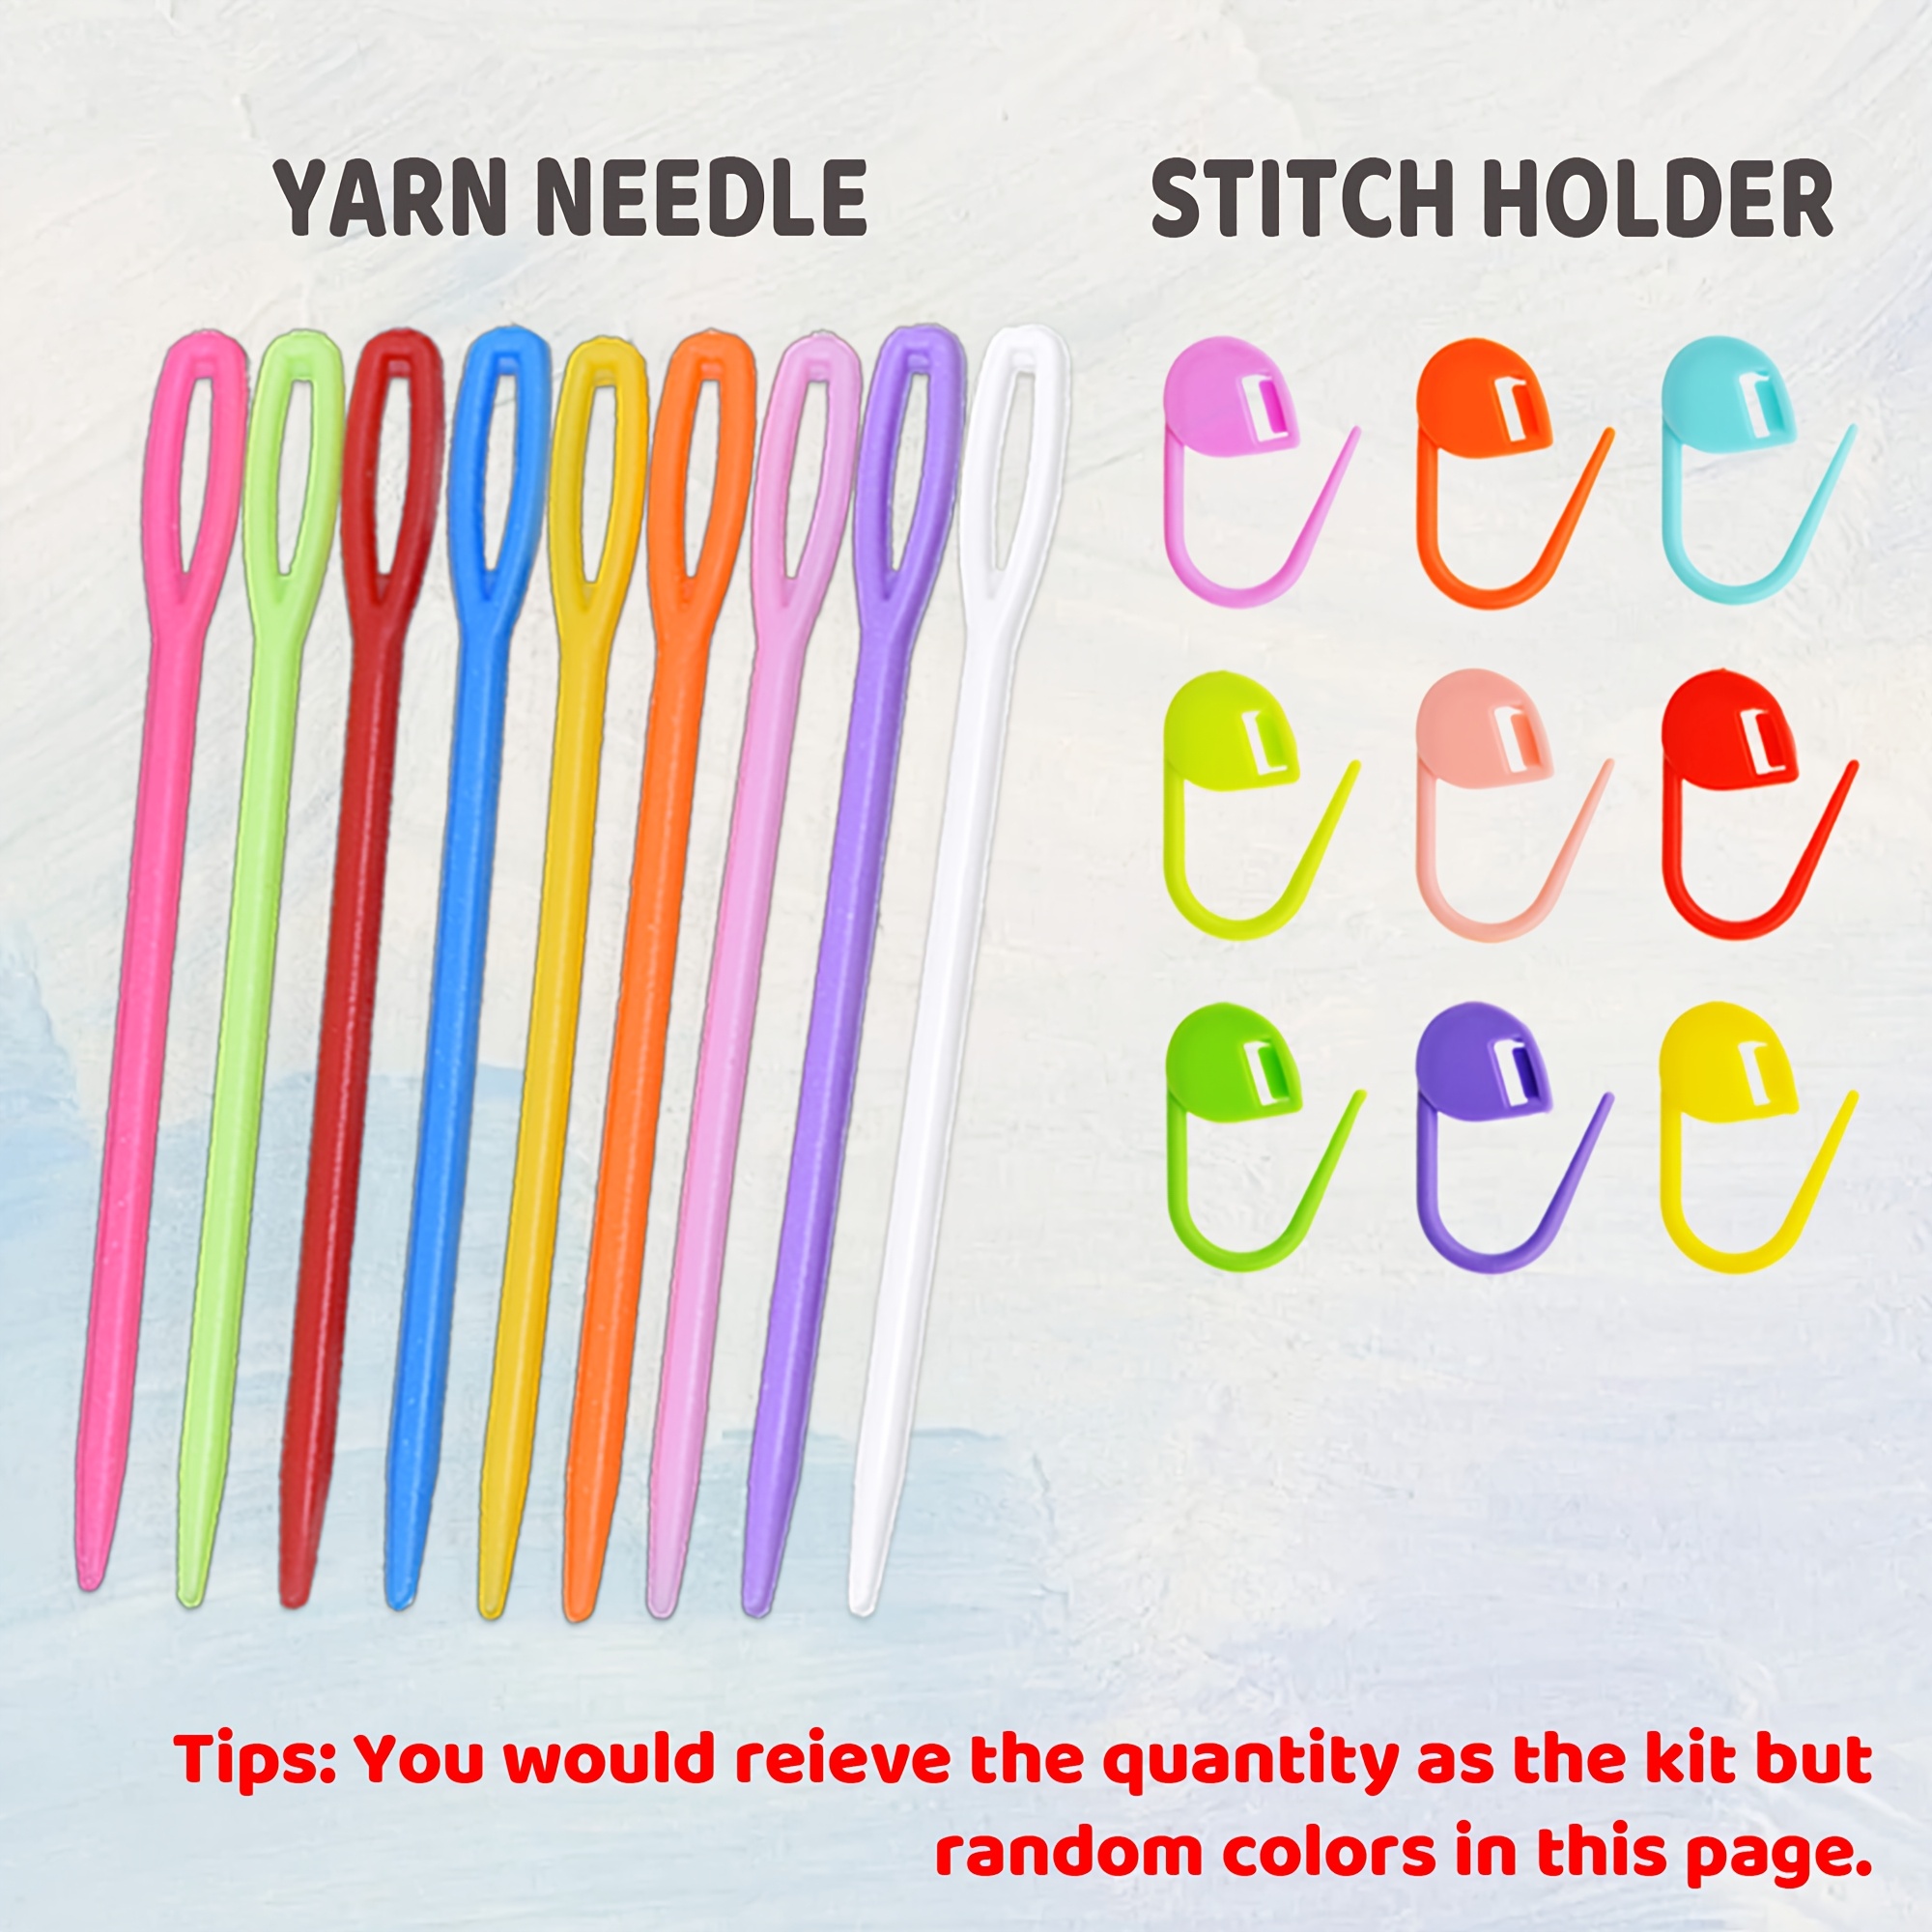 YARN NEEDLE
STITCH HOLDER
Tips: You would reieve the quantity as the kit but
random colors in this page.